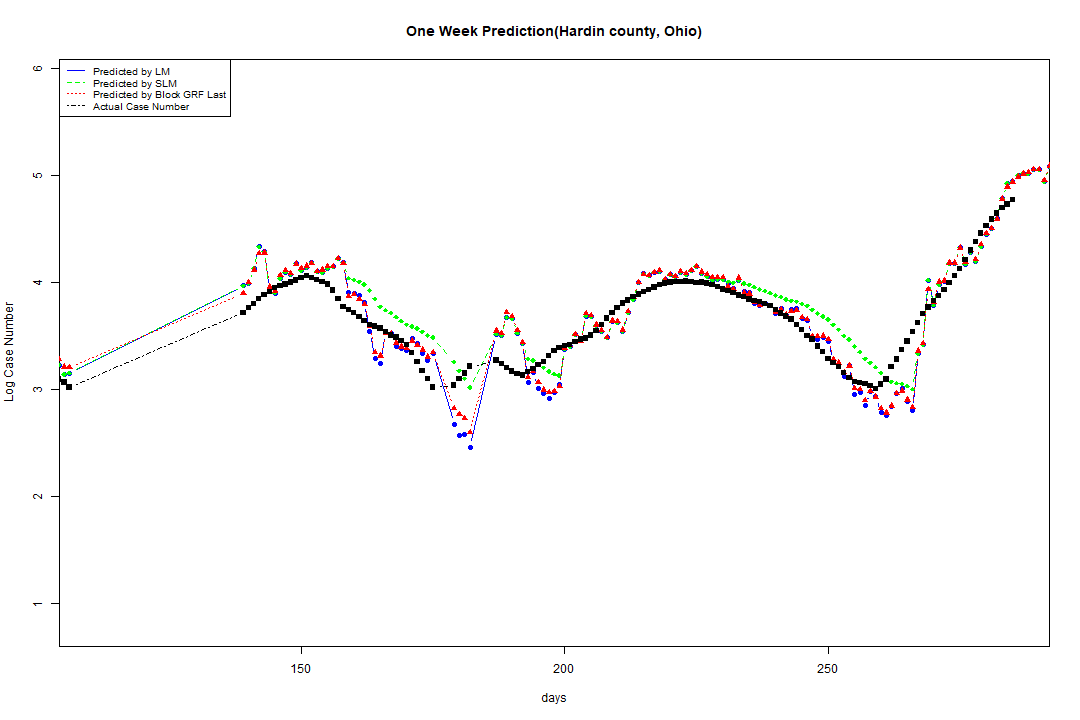 One Week Prediction(Hardin county, Ohio)
Predicted by LM
Predicted by SLM
Predicted by Block GRF Last
Actual Case Number
6
5
4
3
2
1
Log Case Number
150
200
250
days